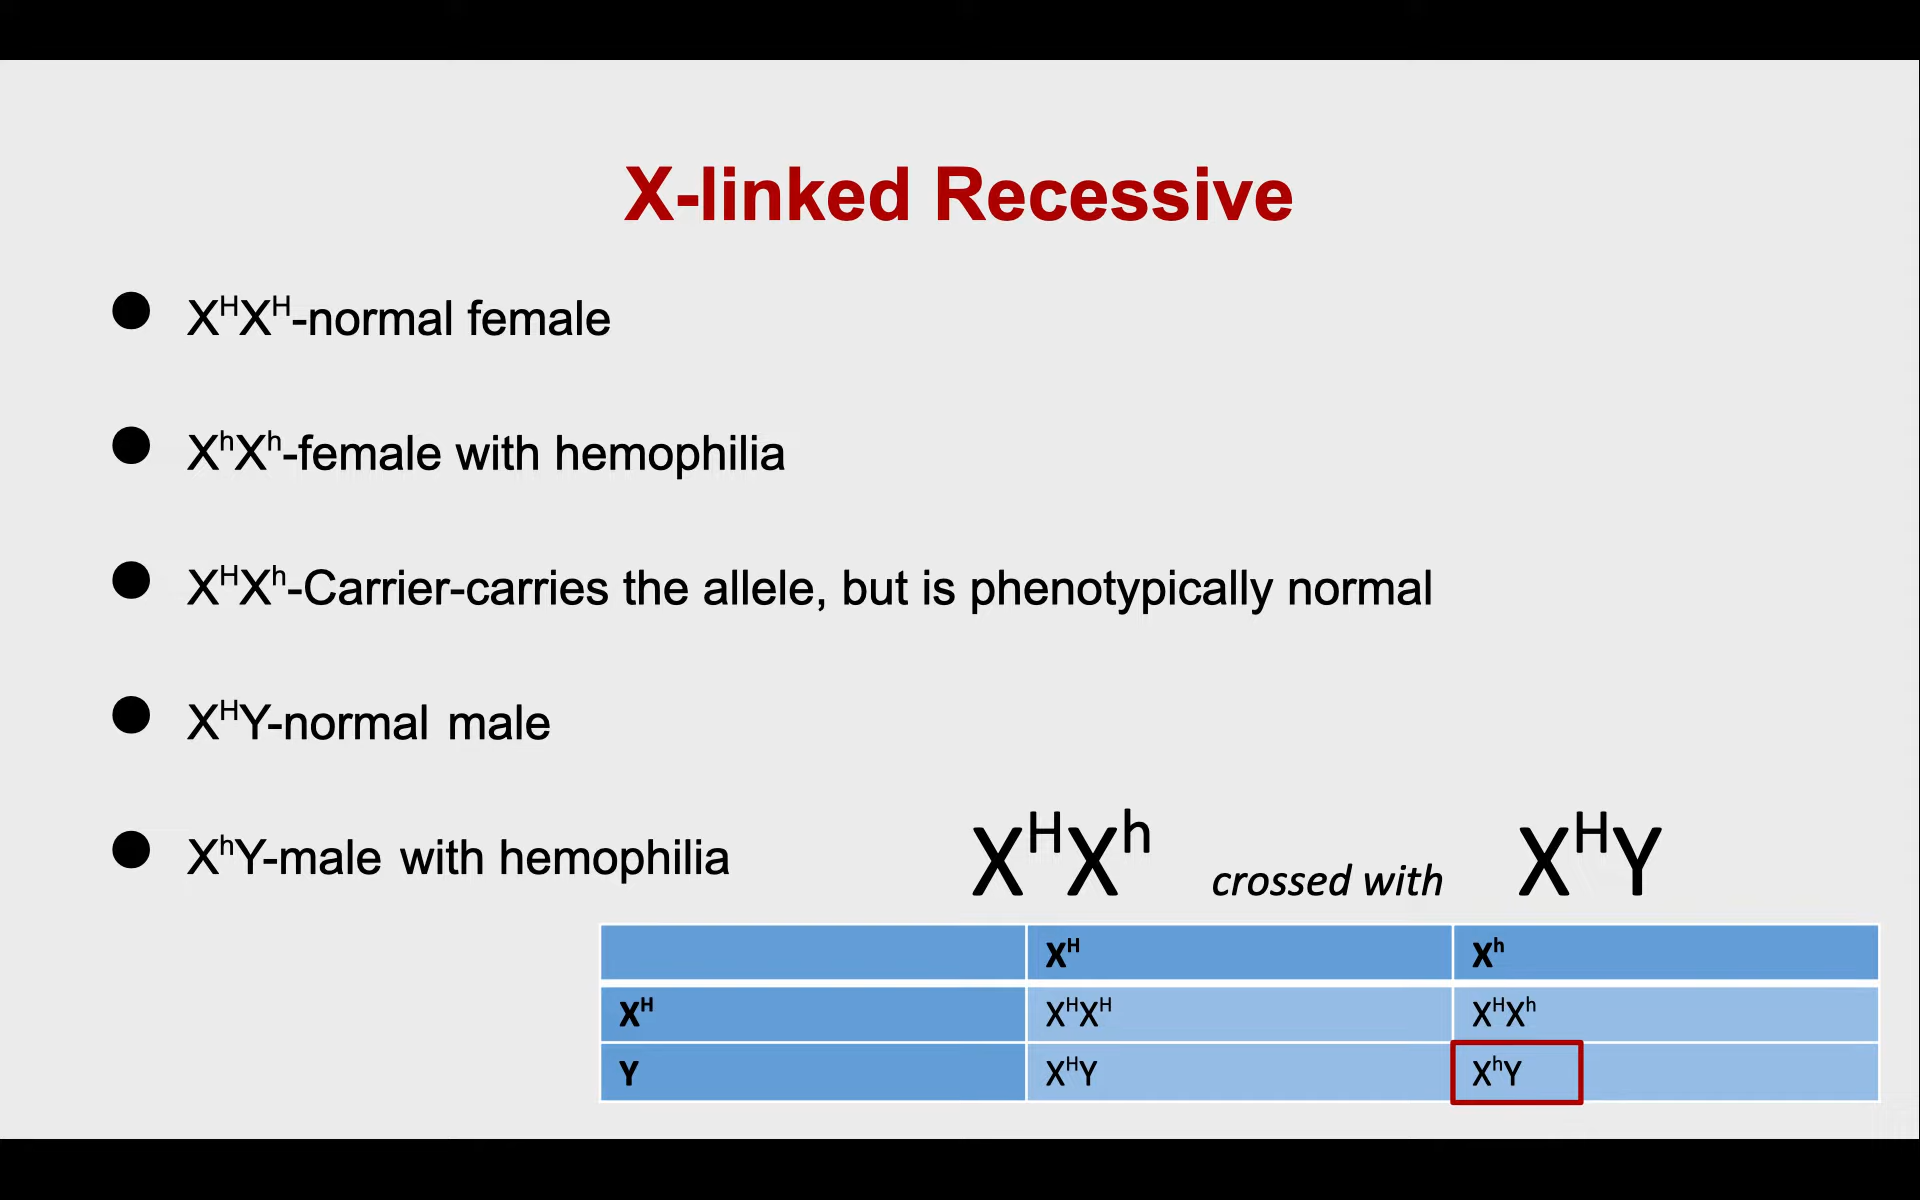 X-linked Recessive
XᴴXᴴ-normal female
XʰXʰ-female with hemophilia
XᴴXʰ-Carrier-carries the allele, but is phenotypically normal
XᴴY-normal male
XʰY-male with hemophilia
XᴴXʰ crossed with XᴴY
Xᴴ Xʰ
Xᴴ XᴴXᴴ XᴴXʰ
Y XᴴY XʰY